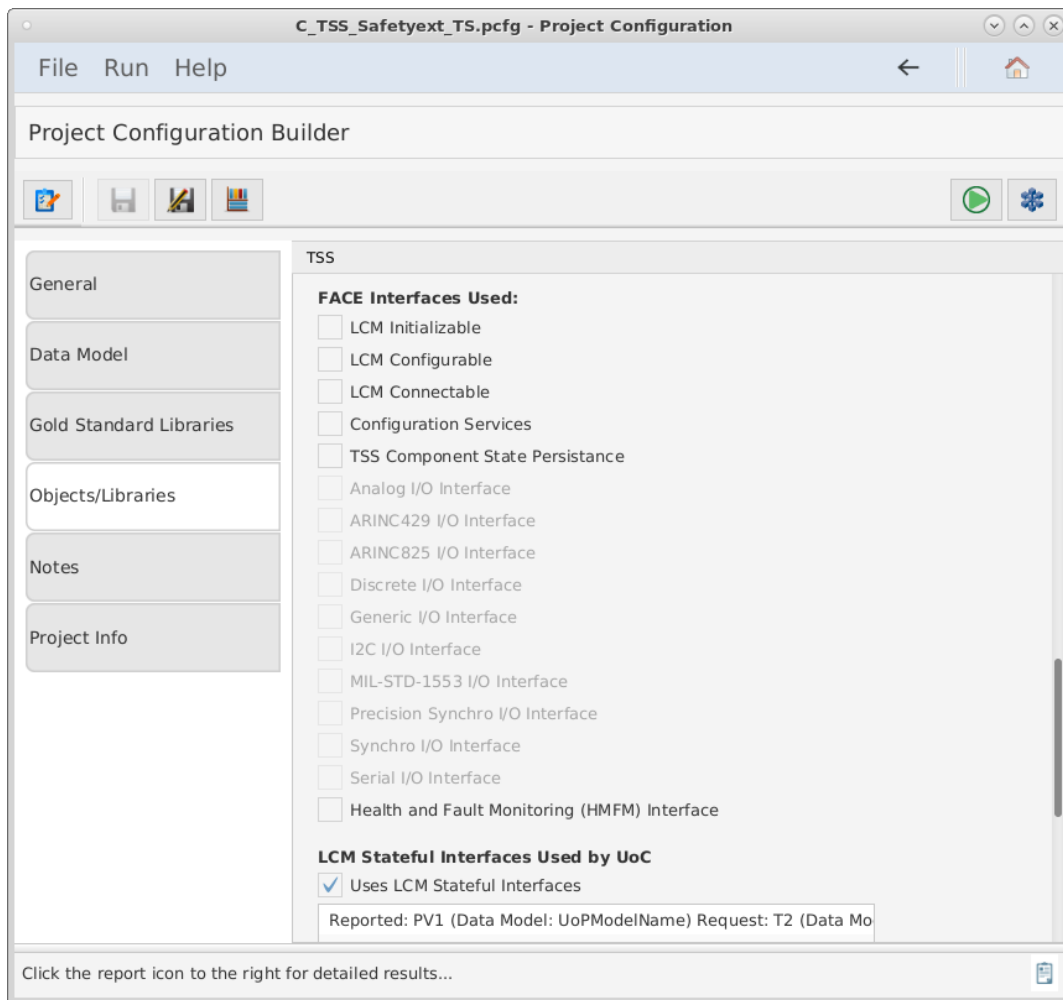 C_TSS_Safetyext_TS.pcfg - Project Configuration
File Run Help
Project Configuration Builder
General
Data Model
Gold Standard Libraries
Objects/Libraries
Notes
Project Info
TSS
FACE Interfaces Used:
LCM Initializable
LCM Configurable
LCM Connectable
Configuration Services
TSS Component State Persistance
Analog I/O Interface
ARINC429 I/O Interface
ARINC825 I/O Interface
Discrete I/O Interface
Generic I/O Interface
I2C I/O Interface
MIL-STD-1553 I/O Interface
Precision Synchro I/O Interface
Synchro I/O Interface
Serial I/O Interface
Health and Fault Monitoring (HMFM) Interface
LCM Stateful Interfaces Used by UoC
Uses LCM Stateful Interfaces
Reported: PV1 (Data Model: UoPModelName) Request: T2 (Data Mo
Click the report icon to the right for detailed results...